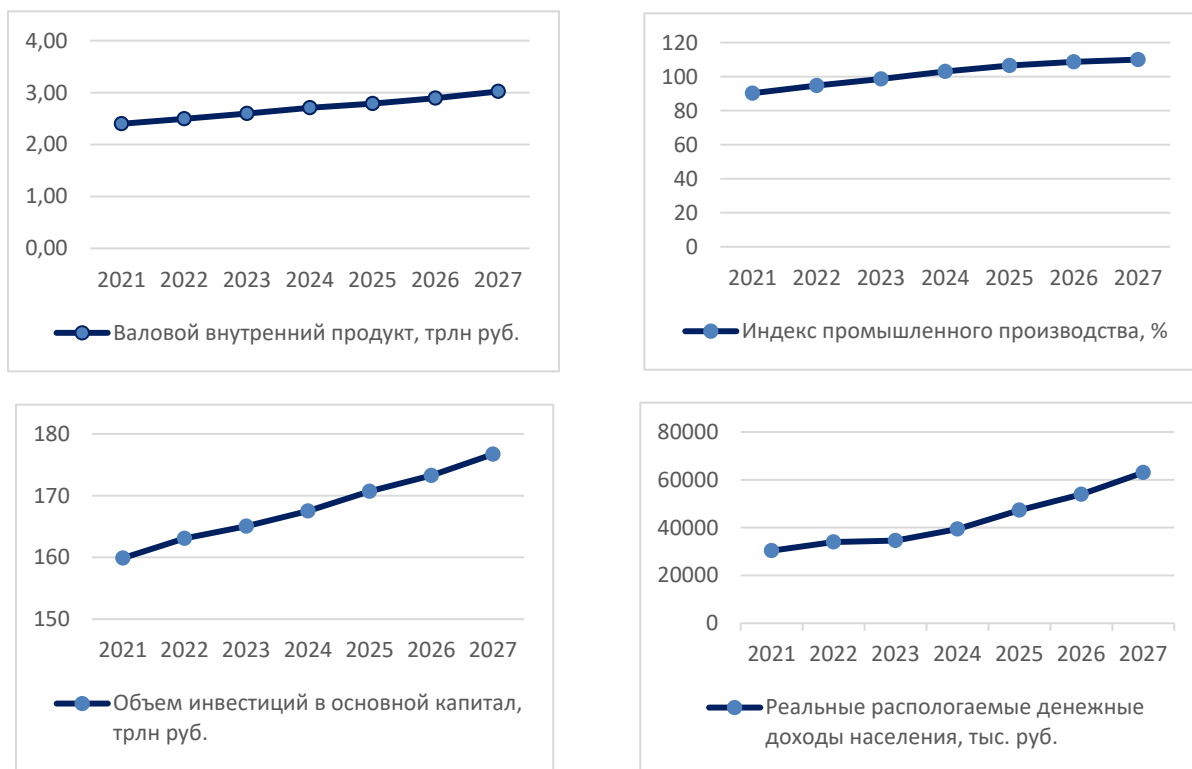 4,00
3,00
2,00
1,00
0,00
2021 2022 2023 2024 2025 2026 2027
Валовой внутренний продукт, трлн руб.
120
100
80
60
40
20
0
2021 2022 2023 2024 2025 2026 2027
Индекс промышленного производства, %
180
170
160
150
2021 2022 2023 2024 2025 2026 2027
Объем инвестиций в основной капитал,
трлн руб.
80000
60000
40000
20000
0
2021 2022 2023 2024 2025 2026 2027
Реальные распологаемые денежные
доходы населения, тыс. руб.